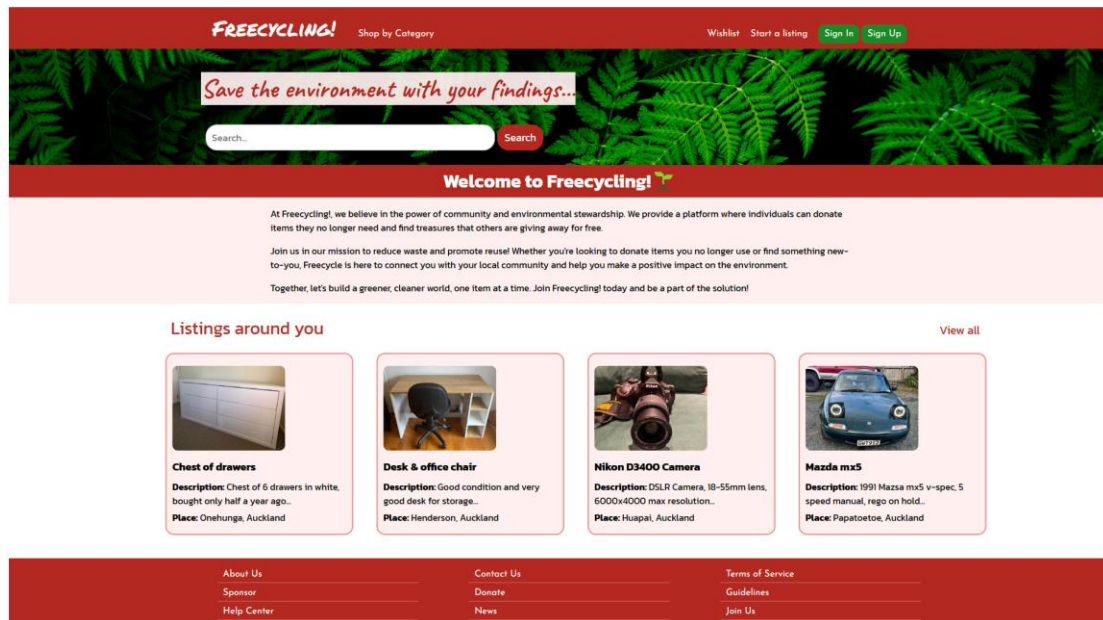 FREECYCLING!
Shop by Category
Wishlist
Start a listing
Sign In
Sign Up
Save the environment with your findings...
Search...
Search
Welcome to Freecycling!
At Freecycling!, we believe in the power of community and environmental stewardship. We provide a platform where individuals can donate
items they no longer need and find treasures that others are giving away for free.
Join us in our mission to reduce waste and promote reuse! Whether you're looking to donate items you no longer use or find something new-
to-you, Freecycle is here to connect you with your local community and help you make a positive impact on the environment.
Together, let's build a greener, cleaner world, one item at a time. Join Freecycling! today and be a part of the solution!
Listings around you
View all
Chest of drawers
Description: Chest of 6 drawers in white,
bought only half a year ago...
Place: Onehunga, Auckland
Desk & office chair
Description: Good condition and very
good desk for storage...
Place: Henderson, Auckland
Nikon
Nikon D3400 Camera
Description: DSLR Camera, 18-55mm lens,
6000x4000 max resolution...
Place: Huapai, Auckland
Mazda mx5
Description: 1991 Mazsa mx5 v-spec, 5
speed manual, rego on hold...
Place: Papatoetoe, Auckland
About Us
Contact Us
Terms of Service
Sponsor
Donate
Guidelines
Help Center
News
Join Us